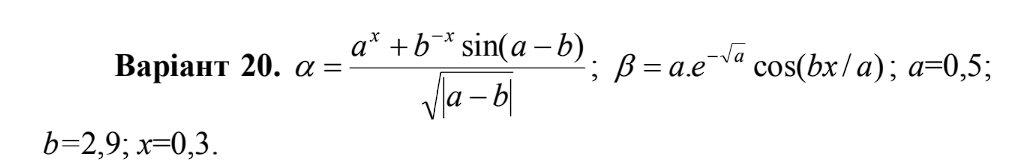 Варіант 20. α = (a^x + b^{-x} sin(a − b)) / √|a − b| ; β = a.e^{-√a} cos(bx / a) ; a=0,5;
b=2,9; x=0,3.